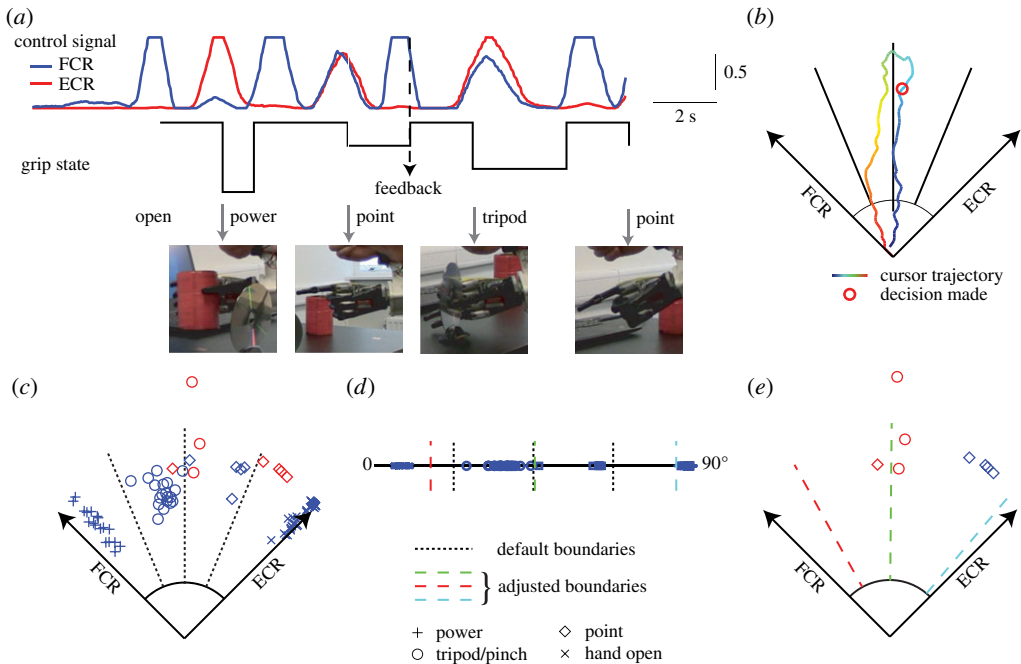 (a)
control signal
FCR
ECR
0.5
2 s
grip state
feedback
open
power
point
tripod
point
(b)
FCR
ECR
cursor trajectory
decision made
(c)
FCR
ECR
(d)
0
90°
default boundaries
adjusted boundaries
power
point
tripod/pinch
hand open
(e)
FCR
ECR